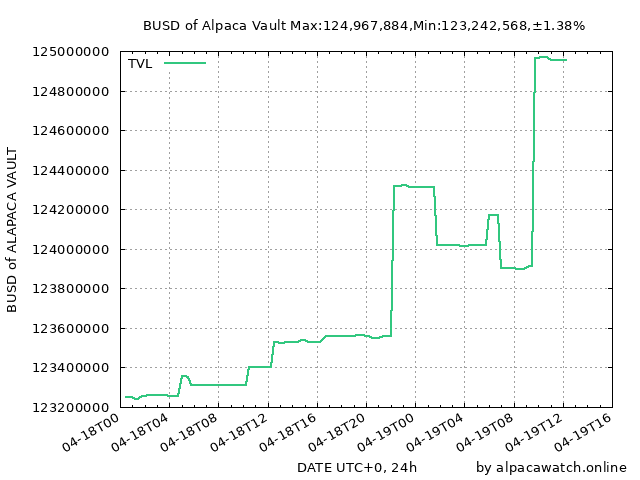 BUSD of Alpaca Vault Max:124,967,884,Min:123,242,568,±1.38%
TVL
125000000
124800000
124600000
124400000
124200000
124000000
123800000
123600000
123400000
123200000
BUSD of ALAPACA VAULT
04-18T00
04-18T04
04-18T08
04-18T12
04-18T16
04-18T20
04-19T00
04-19T04
04-19T08
04-19T12
04-19T16
DATE UTC+0, 24h
by alpacawatch.online